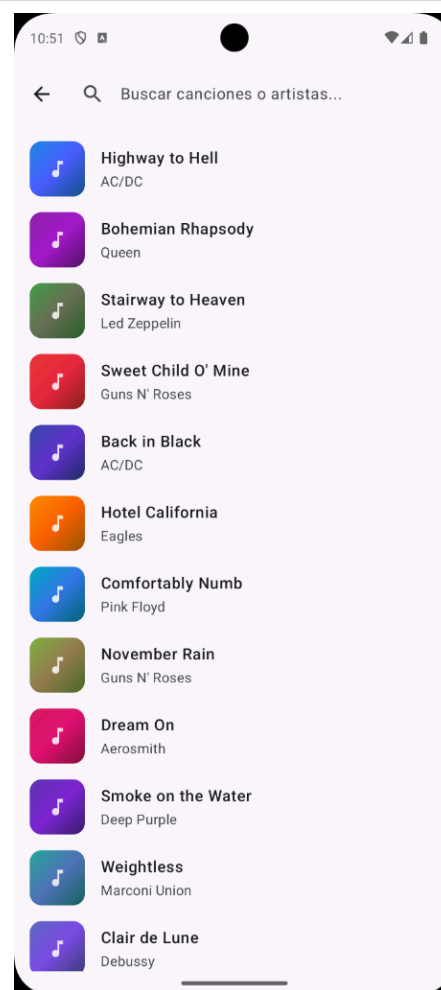 10:51
Buscar canciones o artistas...
Highway to Hell
AC/DC
Bohemian Rhapsody
Queen
Stairway to Heaven
Led Zeppelin
Sweet Child O' Mine
Guns N' Roses
Back in Black
AC/DC
Hotel California
Eagles
Comfortably Numb
Pink Floyd
November Rain
Guns N' Roses
Dream On
Aerosmith
Smoke on the Water
Deep Purple
Weightless
Marconi Union
Clair de Lune
Debussy